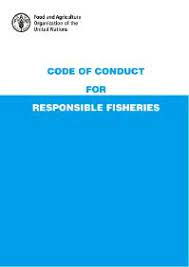 Food and Agriculture
Organization of the
United Nations
CODE OF CONDUCT
FOR
RESPONSIBLE FISHERIES